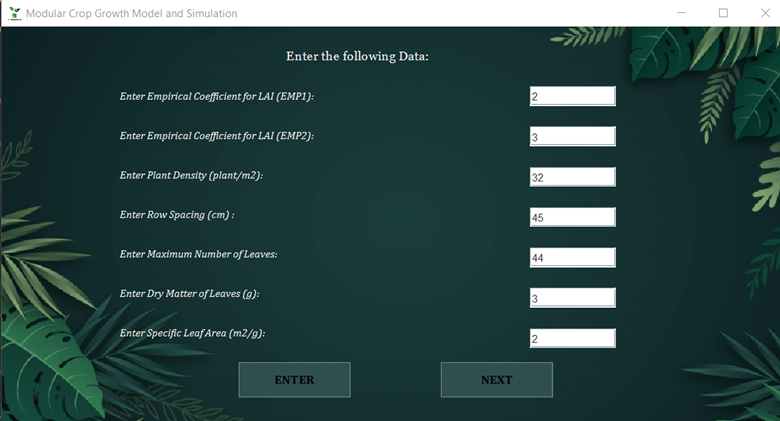 Modular Crop Growth Model and Simulation
Enter the following Data:
Enter Empirical Coefficient for LAI (EMP1): 2
Enter Empirical Coefficient for LAI (EMP2): 3
Enter Plant Density (plant/m2): 32
Enter Row Spacing (cm) : 45
Enter Maximum Number of Leaves: 44
Enter Dry Matter of Leaves (g): 3
Enter Specific Leaf Area (m2/g): 2
ENTER NEXT